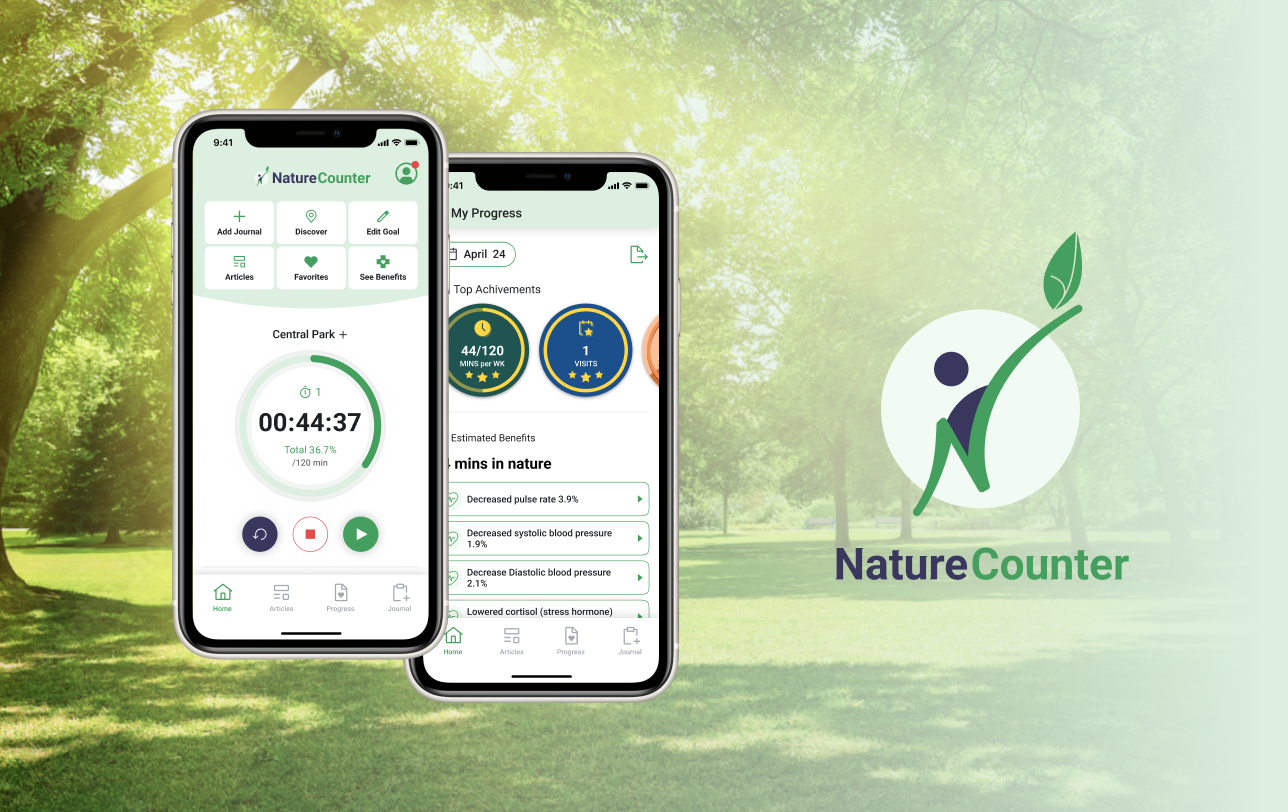 9:41
NatureCounter
Add Journal
Discover
Edit Goal
Articles
Favorites
See Benefits
Central Park +
1
00:44:37
Total 36.7%
/120 min
Home
Articles
Progress
Journal
:41
My Progress
April 24
Top Achivements
44/120
MINS per WK
1
VISITS
Estimated Benefits
mins in nature
Decreased pulse rate 3.9%
Decreased systolic blood pressure
1.9%
Decrease Diastolic blood pressure
2.1%
Lowered cortisol (stress hormone)
Home
Articles
Progress
Journal
NatureCounter